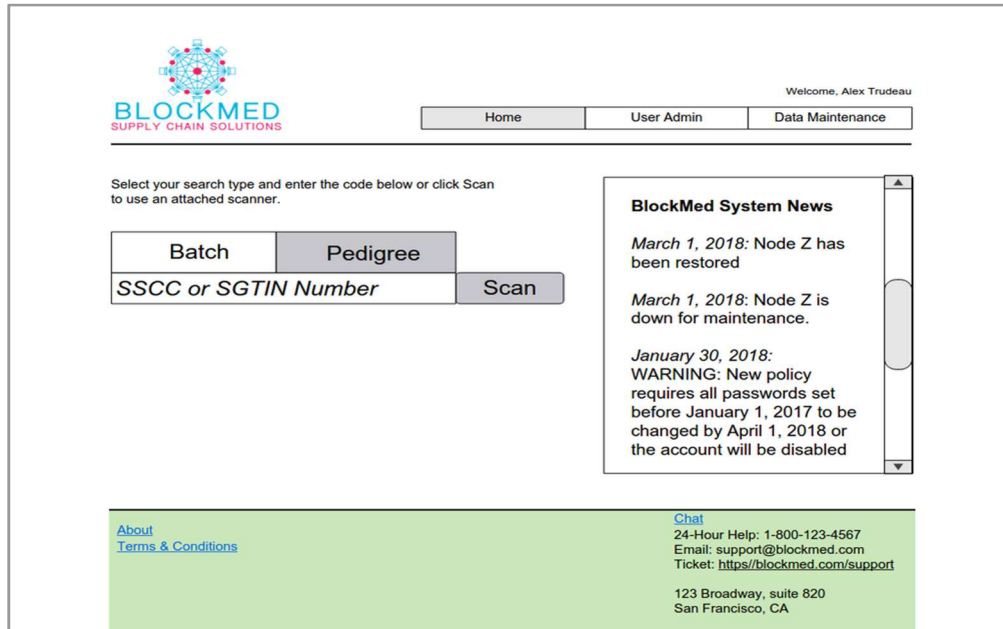 BLOCKMED
SUPPLY CHAIN SOLUTIONS
Welcome, Alex Trudeau
Home
User Admin
Data Maintenance
Select your search type and enter the code below or click Scan
to use an attached scanner.
Batch
Pedigree
SSCC or SGTIN Number
Scan
BlockMed System News
March 1, 2018: Node Z has
been restored
March 1, 2018: Node Z is
down for maintenance.
January 30, 2018:
WARNING: New policy
requires all passwords set
before January 1, 2017 to be
changed by April 1, 2018 or
the account will be disabled
About
Terms & Conditions
Chat
24-Hour Help: 1-800-123-4567
Email: support@blockmed.com
Ticket: https//blockmed.com/support
123 Broadway, suite 820
San Francisco, CA